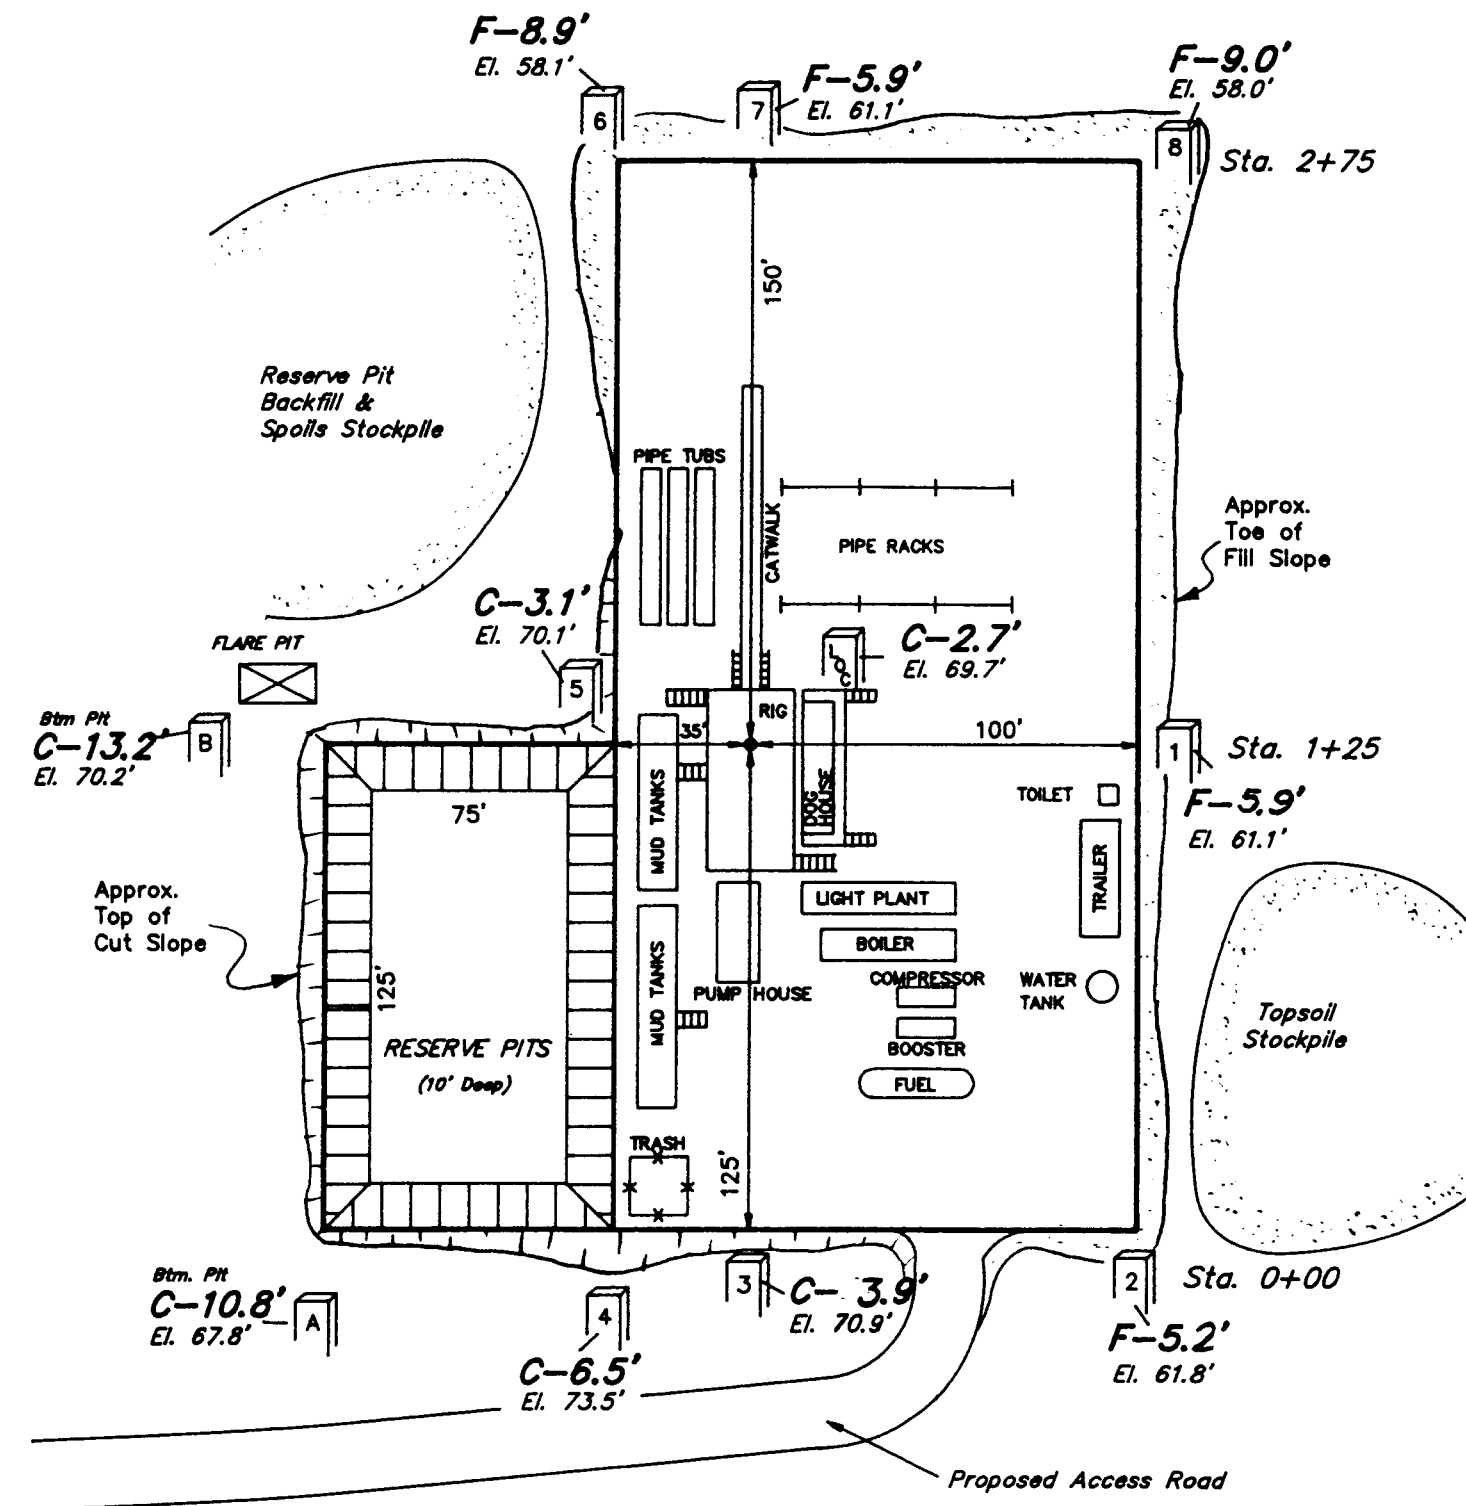 F-8.9'
El. 58.1'
6
7
F-5.9'
El. 61.1'
F-9.0'
El. 58.0'
8
Sta. 2+75
150'
Reserve Pit
Backfill &
Spoils Stockpile
PIPE TUBS
CATWALK
PIPE RACKS
Approx.
Toe of
Fill Slope
C-3.1'
El. 70.1'
5
LOC
C-2.7'
El. 69.7'
FLARE PIT
Btm Pit
C-13.2'
El. 70.2'
B
RIG
35'
100'
1
Sta. 1+25
F-5.9'
El. 61.1'
75'
MUD TANKS
DOG
HOUSE
TOILET
TRAILER
LIGHT PLANT
BOILER
Approx.
Top of
Cut Slope
125'
MUD TANKS
PUMP HOUSE
COMPRESSOR
WATER
TANK
BOOSTER
FUEL
Topsoil
Stockpile
RESERVE PITS
(10' Deep)
TRASH
125'
Btm. Pit
C-10.8'
El. 67.8'
A
4
C-6.5'
El. 73.5'
3
C- 3.9'
El. 70.9'
2
Sta. 0+00
F-5.2'
El. 61.8'
Proposed Access Road